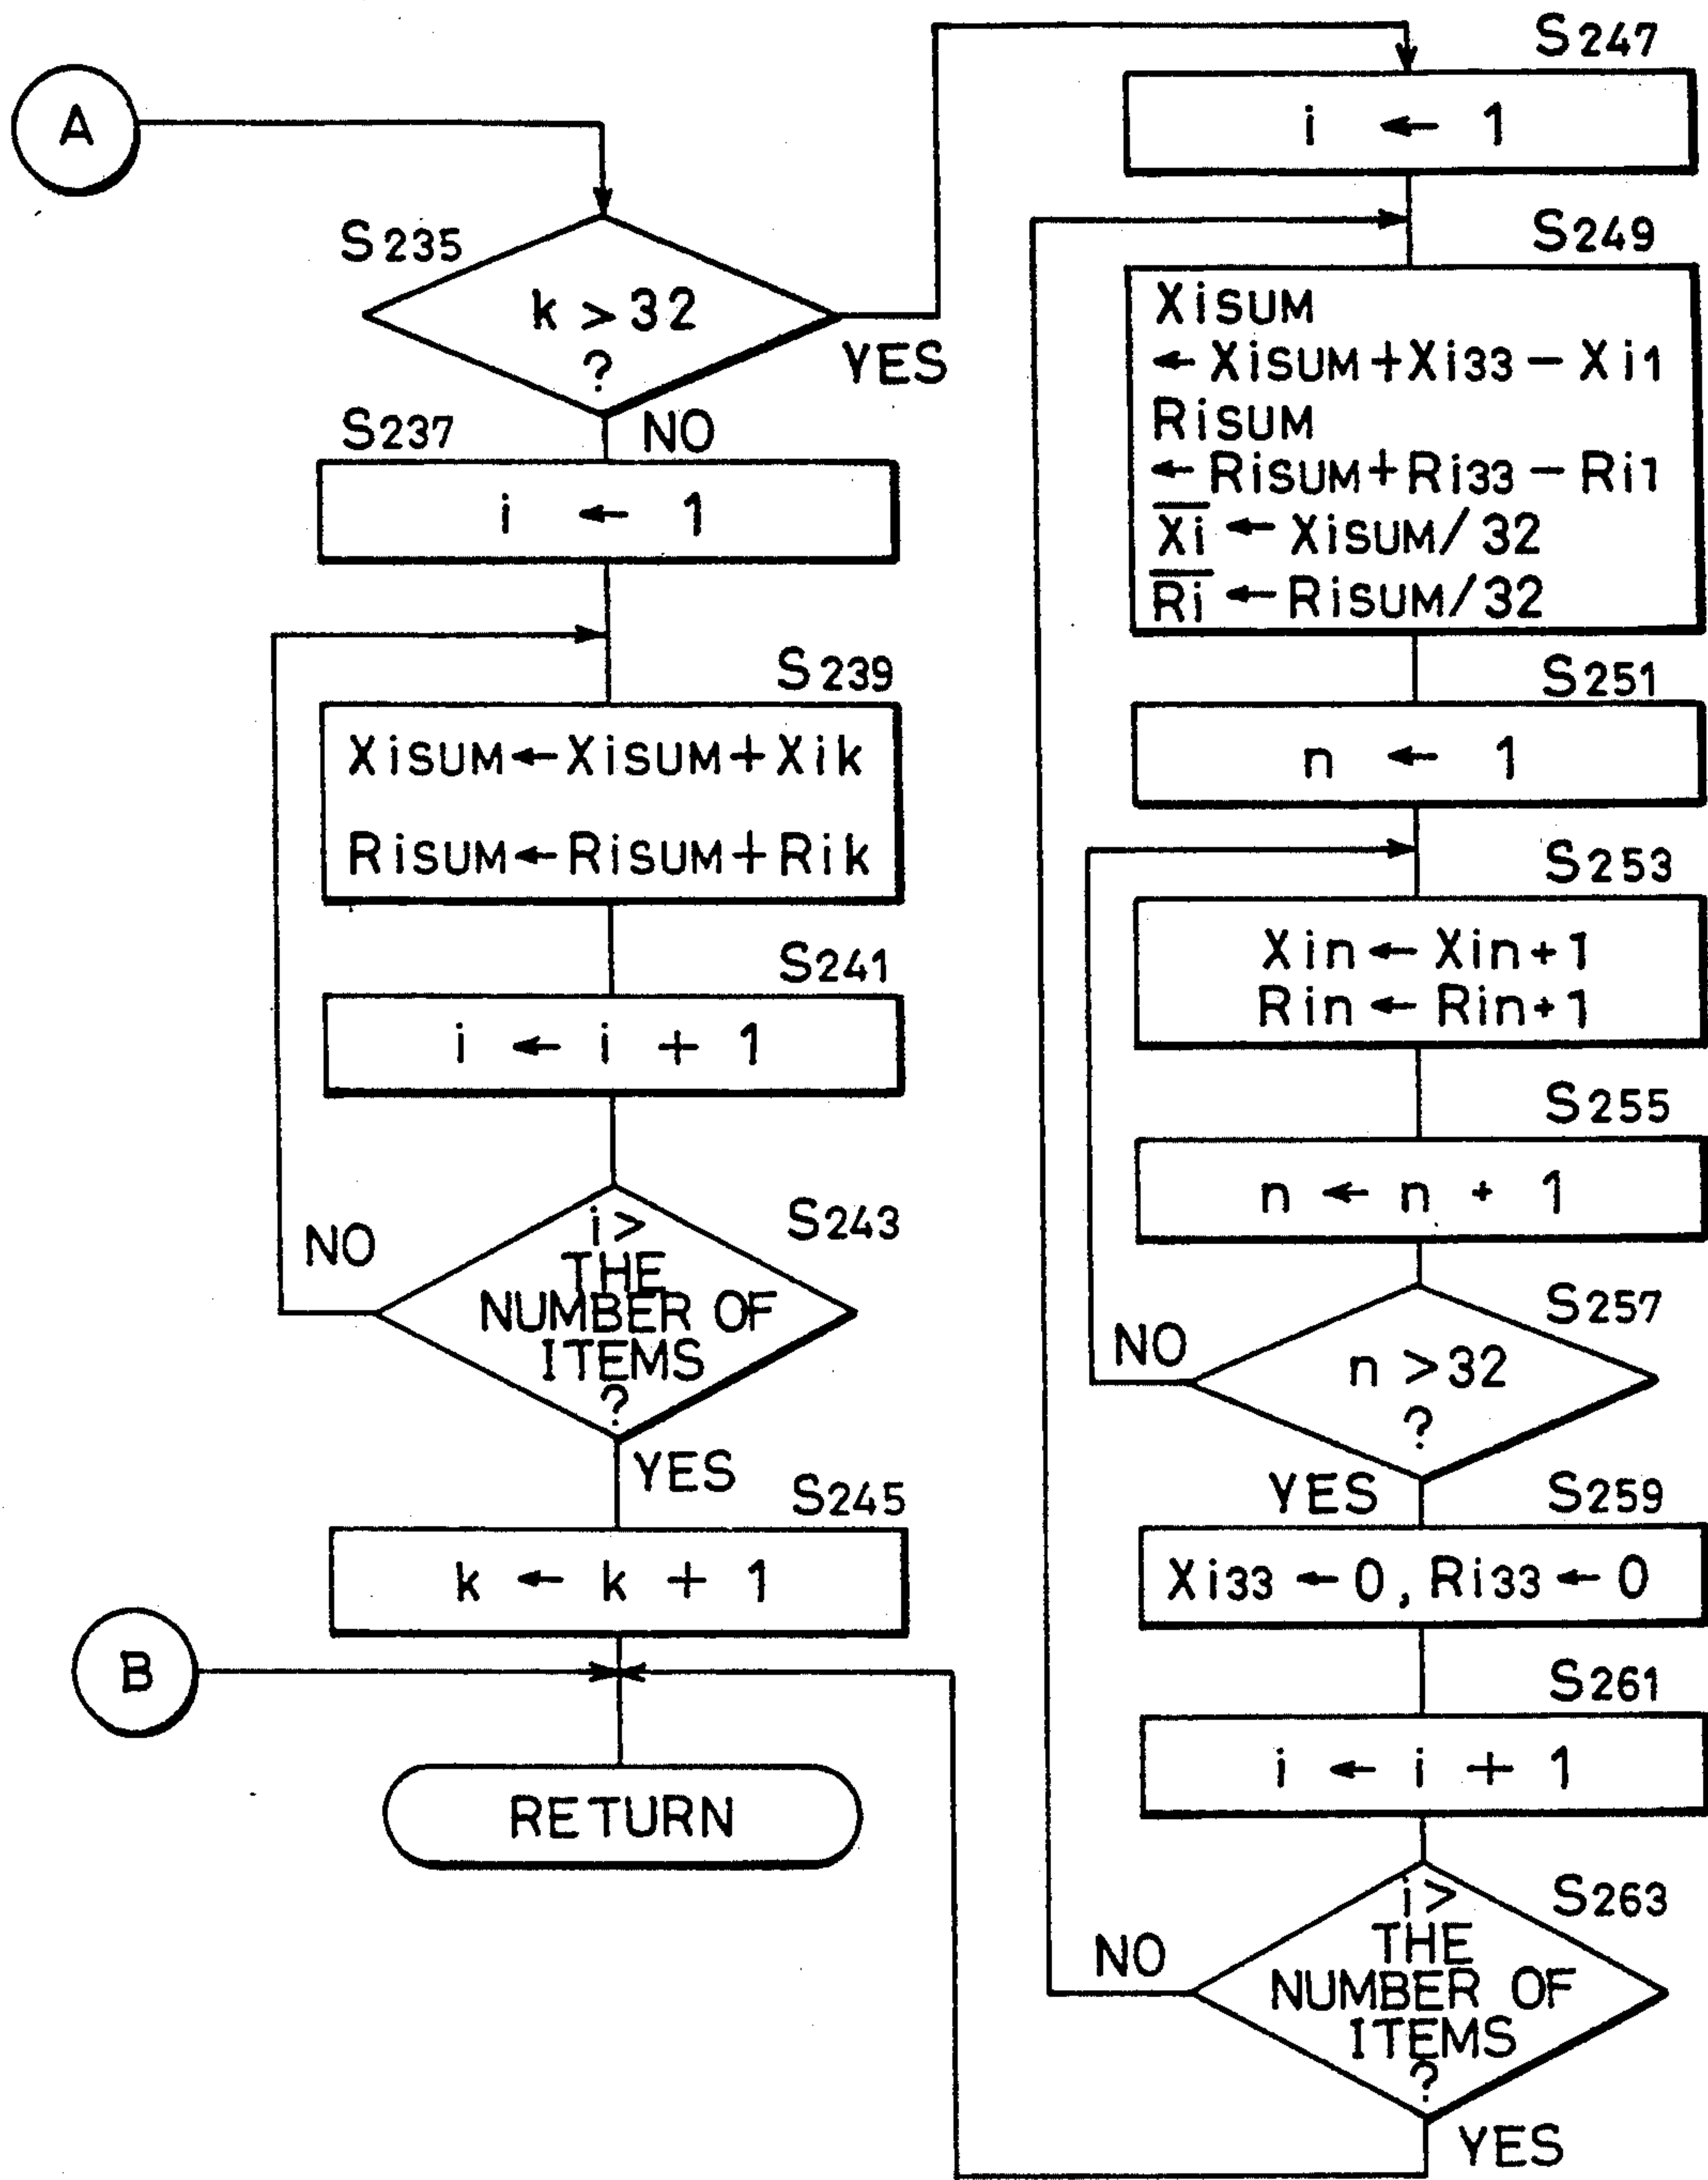 A
S235
k > 32
?
YES
NO
S237
i ← 1
S239
XiSUM←XiSUM+Xik
RiSUM←RiSUM+Rik
S241
i ← i + 1
S243
i >
THE
NUMBER OF
ITEMS
?
NO
YES
S245
k ← k + 1
B
RETURN
S247
i ← 1
S249
XiSUM
←XiSUM+Xi33−Xi1
RiSUM
←RiSUM+Ri33−Ri1
X̅i̅ ←XiSUM/32
R̅i̅ ←RiSUM/32
S251
n ← 1
S253
Xin ← Xin+1
Rin ← Rin+1
S255
n ← n + 1
S257
n > 32
?
NO
YES
S259
Xi33 ←0, Ri33 ←0
S261
i ← i + 1
S263
i >
THE
NUMBER OF
ITEMS
?
NO
YES